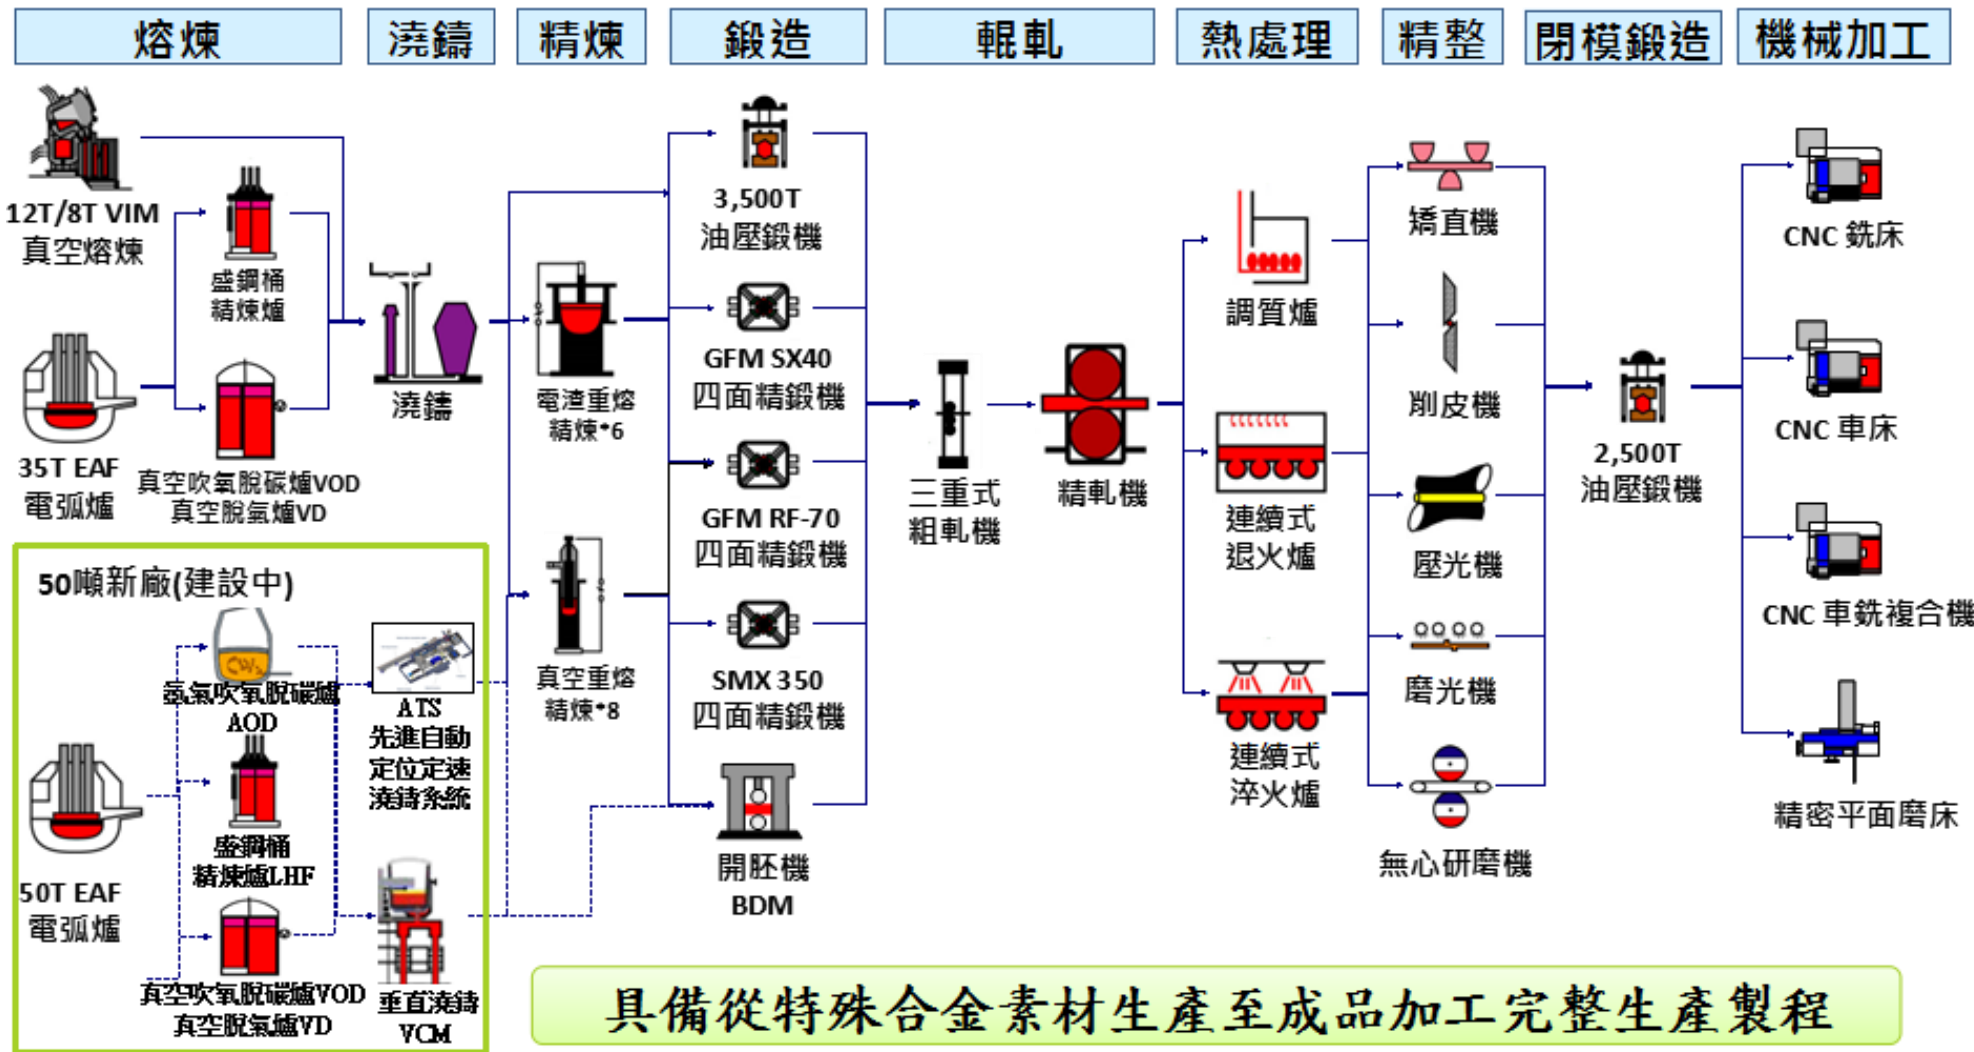 熔煉
澆鑄
精煉
鍛造
輥軋
熱處理
精整
閉模鍛造
機械加工
12T/8T VIM
真空熔煉
盛鋼桶
精煉爐
35T EAF
電弧爐
真空吹氧脫碳爐VOD
真空脫氣爐VD
澆鑄
電渣重熔
精煉*6
真空重熔
精煉*8
3,500T
油壓鍛機
GFM SX40
四面精鍛機
GFM RF-70
四面精鍛機
SMX 350
四面精鍛機
開胚機
BDM
三重式
粗軋機
精軋機
調質爐
連續式
退火爐
連續式
淬火爐
矯直機
削皮機
壓光機
磨光機
無心研磨機
2,500T
油壓鍛機
CNC 銑床
CNC 車床
CNC 車銑複合機
精密平面磨床
50噸新廠(建設中)
氬氣吹氧脫碳爐
AOD
50T EAF
電弧爐
盛鋼桶
精煉爐LHF
真空吹氧脫碳爐VOD
真空脫氣爐VD
ATS
先進自動
定位定速
澆鑄系統
垂直澆鑄
VCM
具備從特殊合金素材生產至成品加工完整生產製程